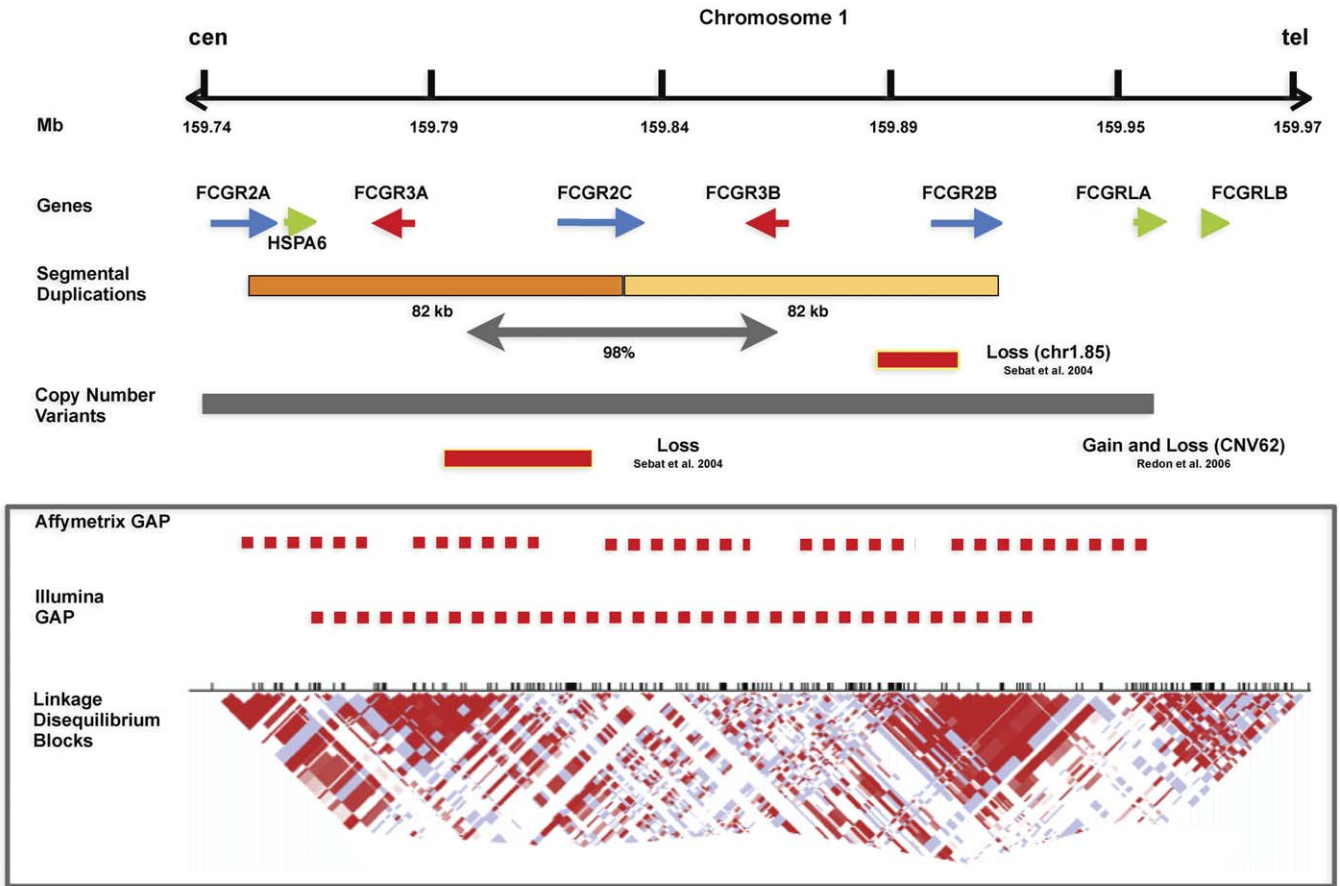 Chromosome 1
cen
tel
Mb
159.74
159.79
159.84
159.89
159.95
159.97
Genes
FCGR2A
HSPA6
FCGR3A
FCGR2C
FCGR3B
FCGR2B
FCGRLA
FCGRLB
Segmental
Duplications
82 kb
82 kb
98%
Loss (chr1.85)
Sebat et al. 2004
Copy Number
Variants
Loss
Sebat et al. 2004
Gain and Loss (CNV62)
Redon et al. 2006
Affymetrix GAP
Illumina
GAP
Linkage
Disequilibrium
Blocks